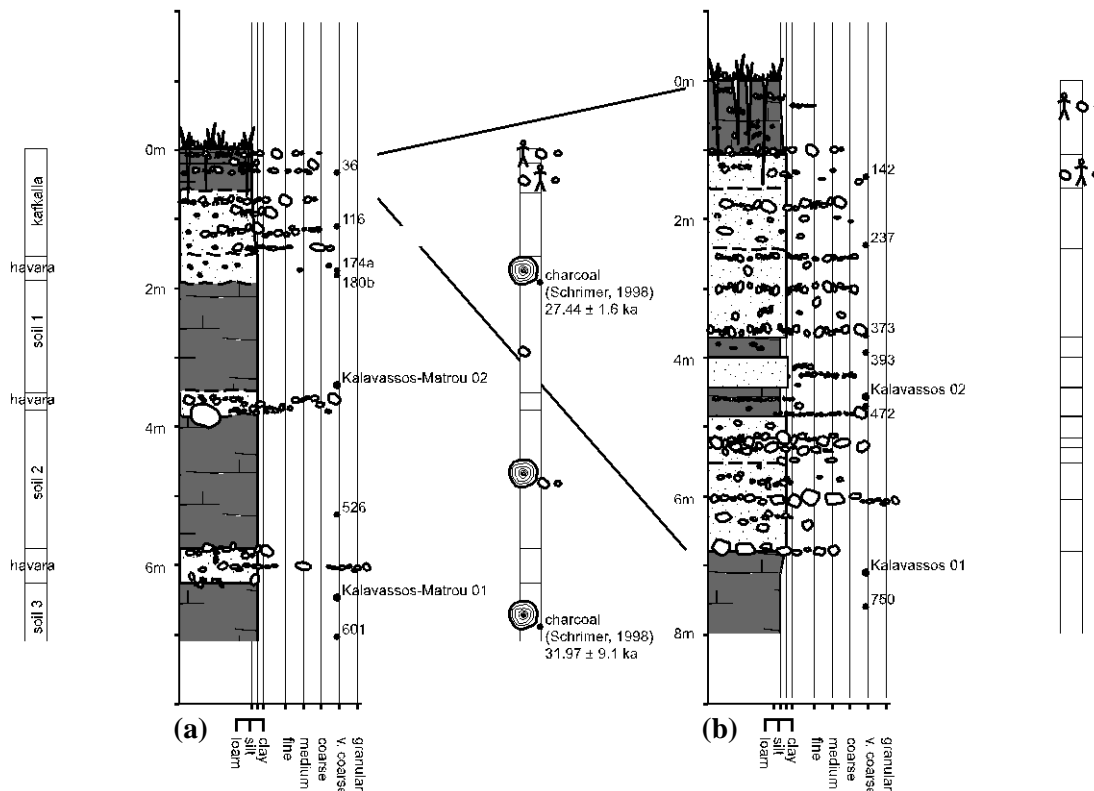 0m
2m
4m
6m
kafkalla
havara
soil 1
havara
soil 2
havara
soil 3
36
116
174a
180b
Kalavassos-Matrou 02
526
Kalavassos-Matrou 01
601
charcoal
(Schrimer, 1998)
27.44 ± 1.6 ka
charcoal
(Schrimer, 1998)
31.97 ± 9.1 ka
(a)
loam
silt
clay
fine
medium
coarse
v. coarse
granular
0m
2m
4m
6m
8m
142
237
373
393
Kalavassos 02
472
Kalavassos 01
750
(b)
loam
silt
clay
fine
medium
coarse
v. coarse
granular